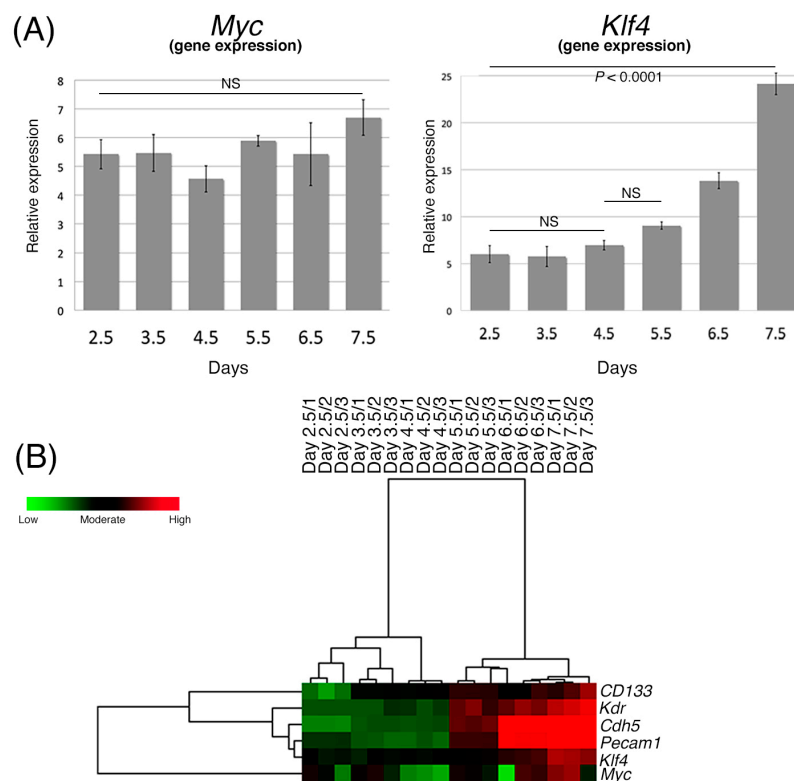 (A)
Myc
(gene expression)
Relative expression
8
7
6
5
4
3
2
1
0
NS
2.5 3.5 4.5 5.5 6.5 7.5
Days
Klf4
(gene expression)
Relative expression
25
20
15
10
5
0
P < 0.0001
NS
NS
2.5 3.5 4.5 5.5 6.5 7.5
Days
(B)
Low Moderate High
Day 2.5/1
Day 2.5/2
Day 2.5/3
Day 3.5/1
Day 3.5/2
Day 3.5/3
Day 4.5/1
Day 4.5/2
Day 4.5/3
Day 5.5/1
Day 5.5/2
Day 5.5/3
Day 6.5/1
Day 6.5/2
Day 6.5/3
Day 7.5/1
Day 7.5/2
Day 7.5/3
CD133
Kdr
Cdh5
Pecam1
Klf4
Myc